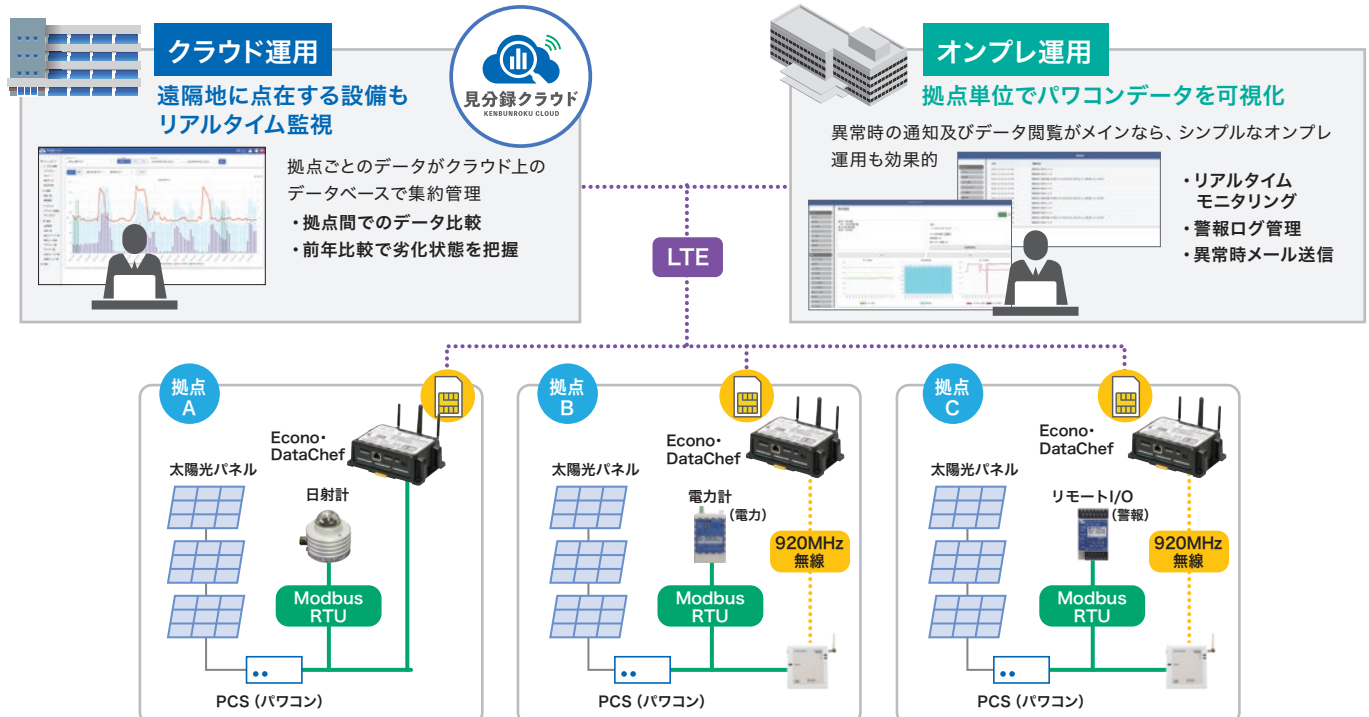 クラウド運用
遠隔地に点在する設備も
リアルタイム監視
見分録クラウド
KENBUNROKU CLOUD
拠点ごとのデータがクラウド上の
データベースで集約管理
・拠点間でのデータ比較
・前年比較で劣化状態を把握
オンプレ運用
拠点単位でパワコンデータを可視化
異常時の通知及びデータ閲覧がメインなら、シンプルなオンプレ
運用も効果的
・リアルタイム
モニタリング
・警報ログ管理
・異常時メール送信
LTE
拠点
A
Econo・
DataChef
太陽光パネル
日射計
Modbus
RTU
PCS（パワコン）
拠点
B
Econo・
DataChef
太陽光パネル
電力計
（電力）
920MHz
無線
Modbus
RTU
PCS（パワコン）
拠点
C
Econo・
DataChef
太陽光パネル
リモートI/O
（警報）
920MHz
無線
Modbus
RTU
PCS（パワコン）